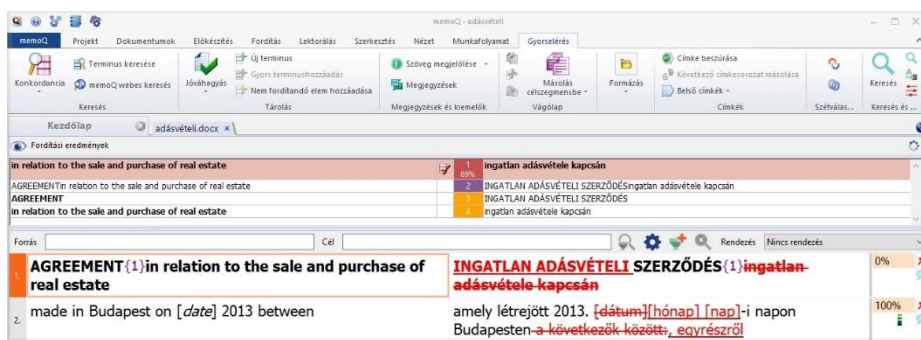 memoQ - adásvételi
memoQ Projekt Dokumentumok Előkészítés Fordítás Lektorálás Szerkesztés Nézet Munkafolyamat Gyorselérés
Konkordancia
Terminus keresése
memoQ webes keresés
Keresés
Jóváhagyás
Új terminus
Gyors terminushozzáadás
Nem fordítandó elem hozzáadása
Tárolás
Szöveg megjelölése
Megjegyzések
Megjegyzések és kiemelők
Másolás
célszegmensbe
Vágólap
Formázás
Címke beszúrása
Következő címkesorozat másolása
Belső címkék
Címkék
Szétválas...
Keresés
Keresés és ...
Kezdőlap adásvételi.docx ×
Fordítási eredmények
in relation to the sale and purchase of real estate 1 ingatlan adásvétele kapcsán
89%
AGREEMENTin relation to the sale and purchase of real estate 2 INGATLAN ADÁSVÉTELI SZERZŐDÉSingatlan adásvétele kapcsán
AGREEMENT 3 INGATLAN ADÁSVÉTELI SZERZŐDÉS
in relation to the sale and purchase of real estate 4 ingatlan adásvétele kapcsán
Forrás Cél Rendezés Nincs rendezés
1. AGREEMENT{1}in relation to the sale and purchase of INGATLAN ADÁSVÉTELI SZERZŐDÉS{1}ingatlan 0%
real estate adásvétele kapcsán
2. made in Budapest on [date] 2013 between amely létrejött 2013. [dátum][hónap] [nap]-i napon 100%
Budapesten a következők között:, egyrészről